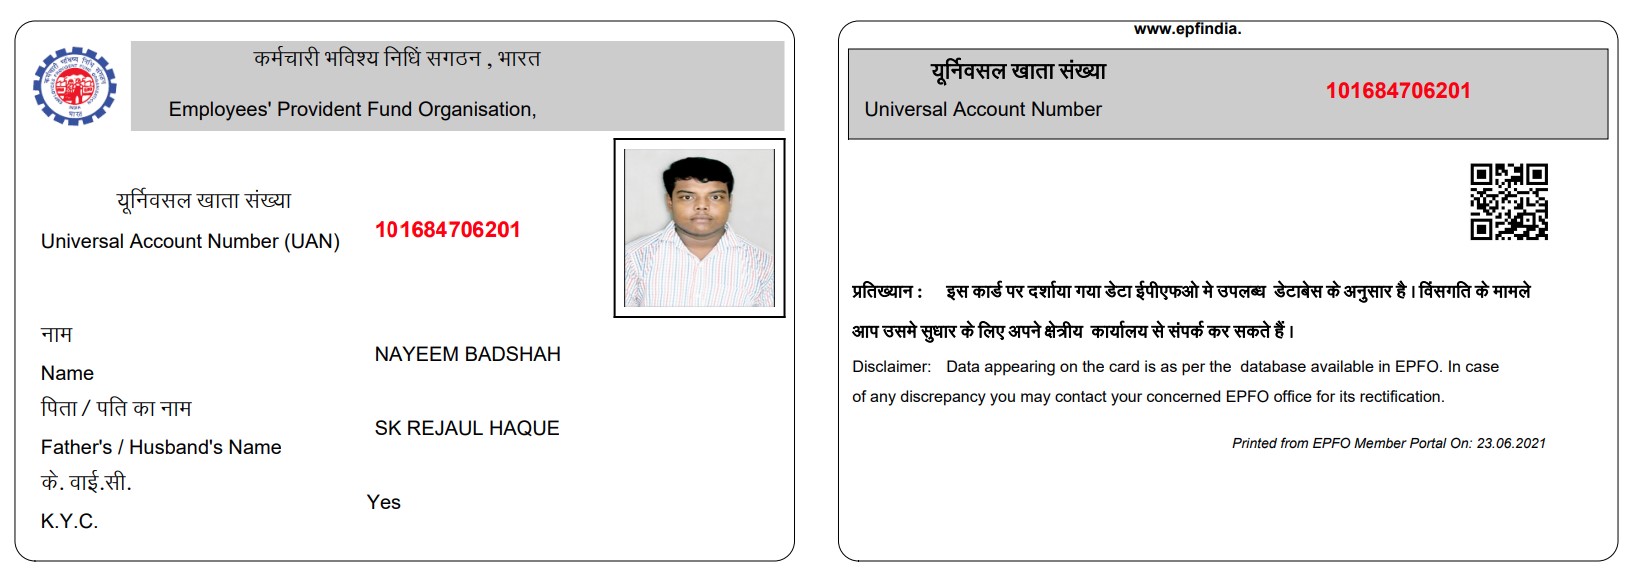 कर्मचारी भविश्य निधिं सगठन , भारत
Employees' Provident Fund Organisation,
यूर्निवसल खाता संख्या
Universal Account Number (UAN)
101684706201
नाम
Name
NAYEEM BADSHAH
पिता / पति का नाम
Father's / Husband's Name
SK REJAUL HAQUE
के. वाई.सी.
K.Y.C.
Yes
www.epfindia.
यूर्निवसल खाता संख्या
Universal Account Number
101684706201
प्रतिख्यान : इस कार्ड पर दर्शाया गया डेटा ईपीएफओ मे उपलब्ध डेटाबेस के अनुसार है । विंसगति के मामले
आप उसमे सुधार के लिए अपने क्षेत्रीय कार्यालय से संपर्क कर सकते हैं ।
Disclaimer: Data appearing on the card is as per the database available in EPFO. In case
of any discrepancy you may contact your concerned EPFO office for its rectification.
Printed from EPFO Member Portal On: 23.06.2021